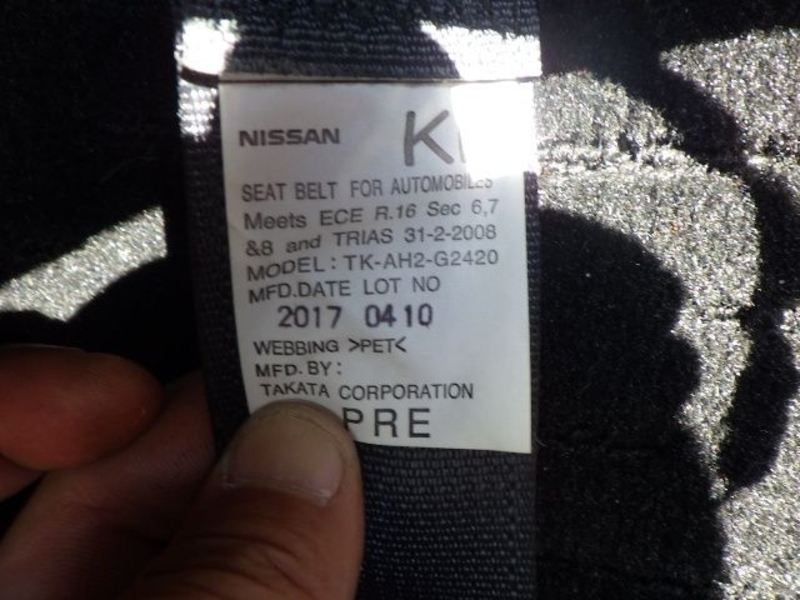 NISSAN
SEAT BELT FOR AUTOMOBILES
Meets ECE R.16 Sec 6,7
&8 and TRIAS 31-2-2008
MODEL: TK-AH2-G2420
MFD.DATE LOT NO
2017 0410
WEBBING >PET<
MFD. BY:
TAKATA CORPORATION
PRE